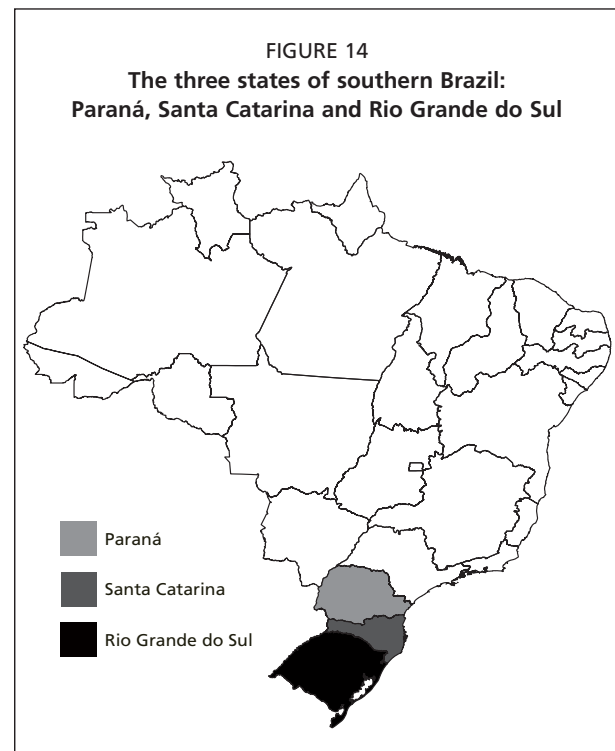 FIGURE 14
The three states of southern Brazil:
Paraná, Santa Catarina and Rio Grande do Sul
Paraná
Santa Catarina
Rio Grande do Sul